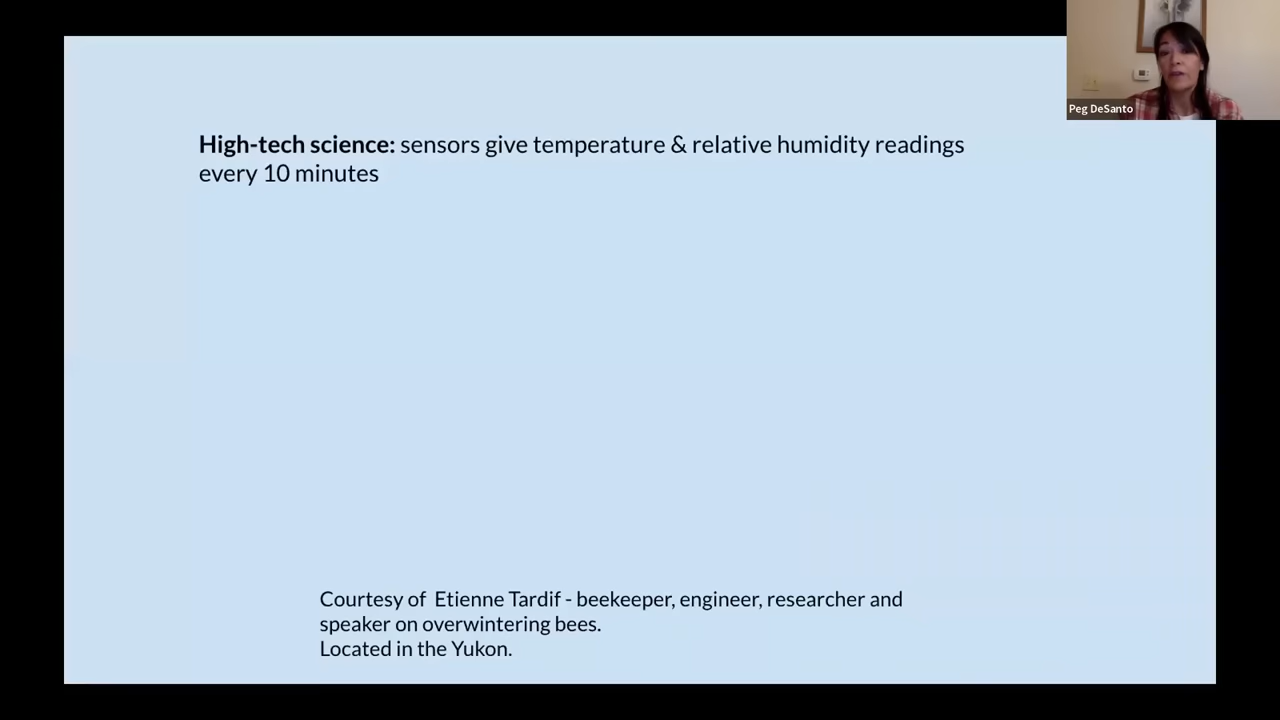 Peg DeSanto
High-tech science: sensors give temperature & relative humidity readings
every 10 minutes
Courtesy of Etienne Tardif - beekeeper, engineer, researcher and
speaker on overwintering bees.
Located in the Yukon.